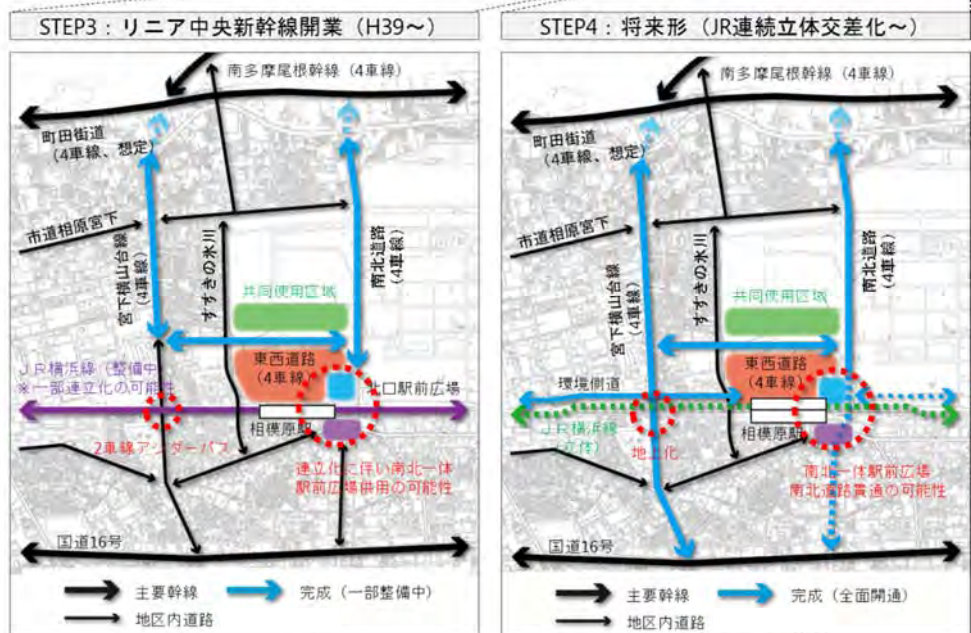 STEP3：リニア中央新幹線開業（H39～）
南多摩尾根幹線（4車線）
町田街道
（4車線、想定）
市道相原宮下
宮下横山台線
（4車線）
すすきの氷川
南北道路
（4車線）
共同使用区域
東西道路
（4車線）
ＪＲ横浜線（整備中）
※一部連立化の可能性
北口駅前広場
相模原駅
2車線アンダーパス
連立化に伴い南北一体
駅前広場供用の可能性
国道16号
主要幹線
完成（一部整備中）
地区内道路
STEP4：将来形（JR連続立体交差化～）
南多摩尾根幹線（4車線）
町田街道
（4車線、想定）
市道相原宮下
宮下横山台線
（4車線）
すすきの氷川
南北道路
（4車線）
共同使用区域
東西道路
（4車線）
環境側道
相模原駅
ＪＲ横浜線
（立体）
地上化
南北一体駅前広場
南北道路貫通の可能性
国道16号
主要幹線
完成（全面開通）
地区内道路